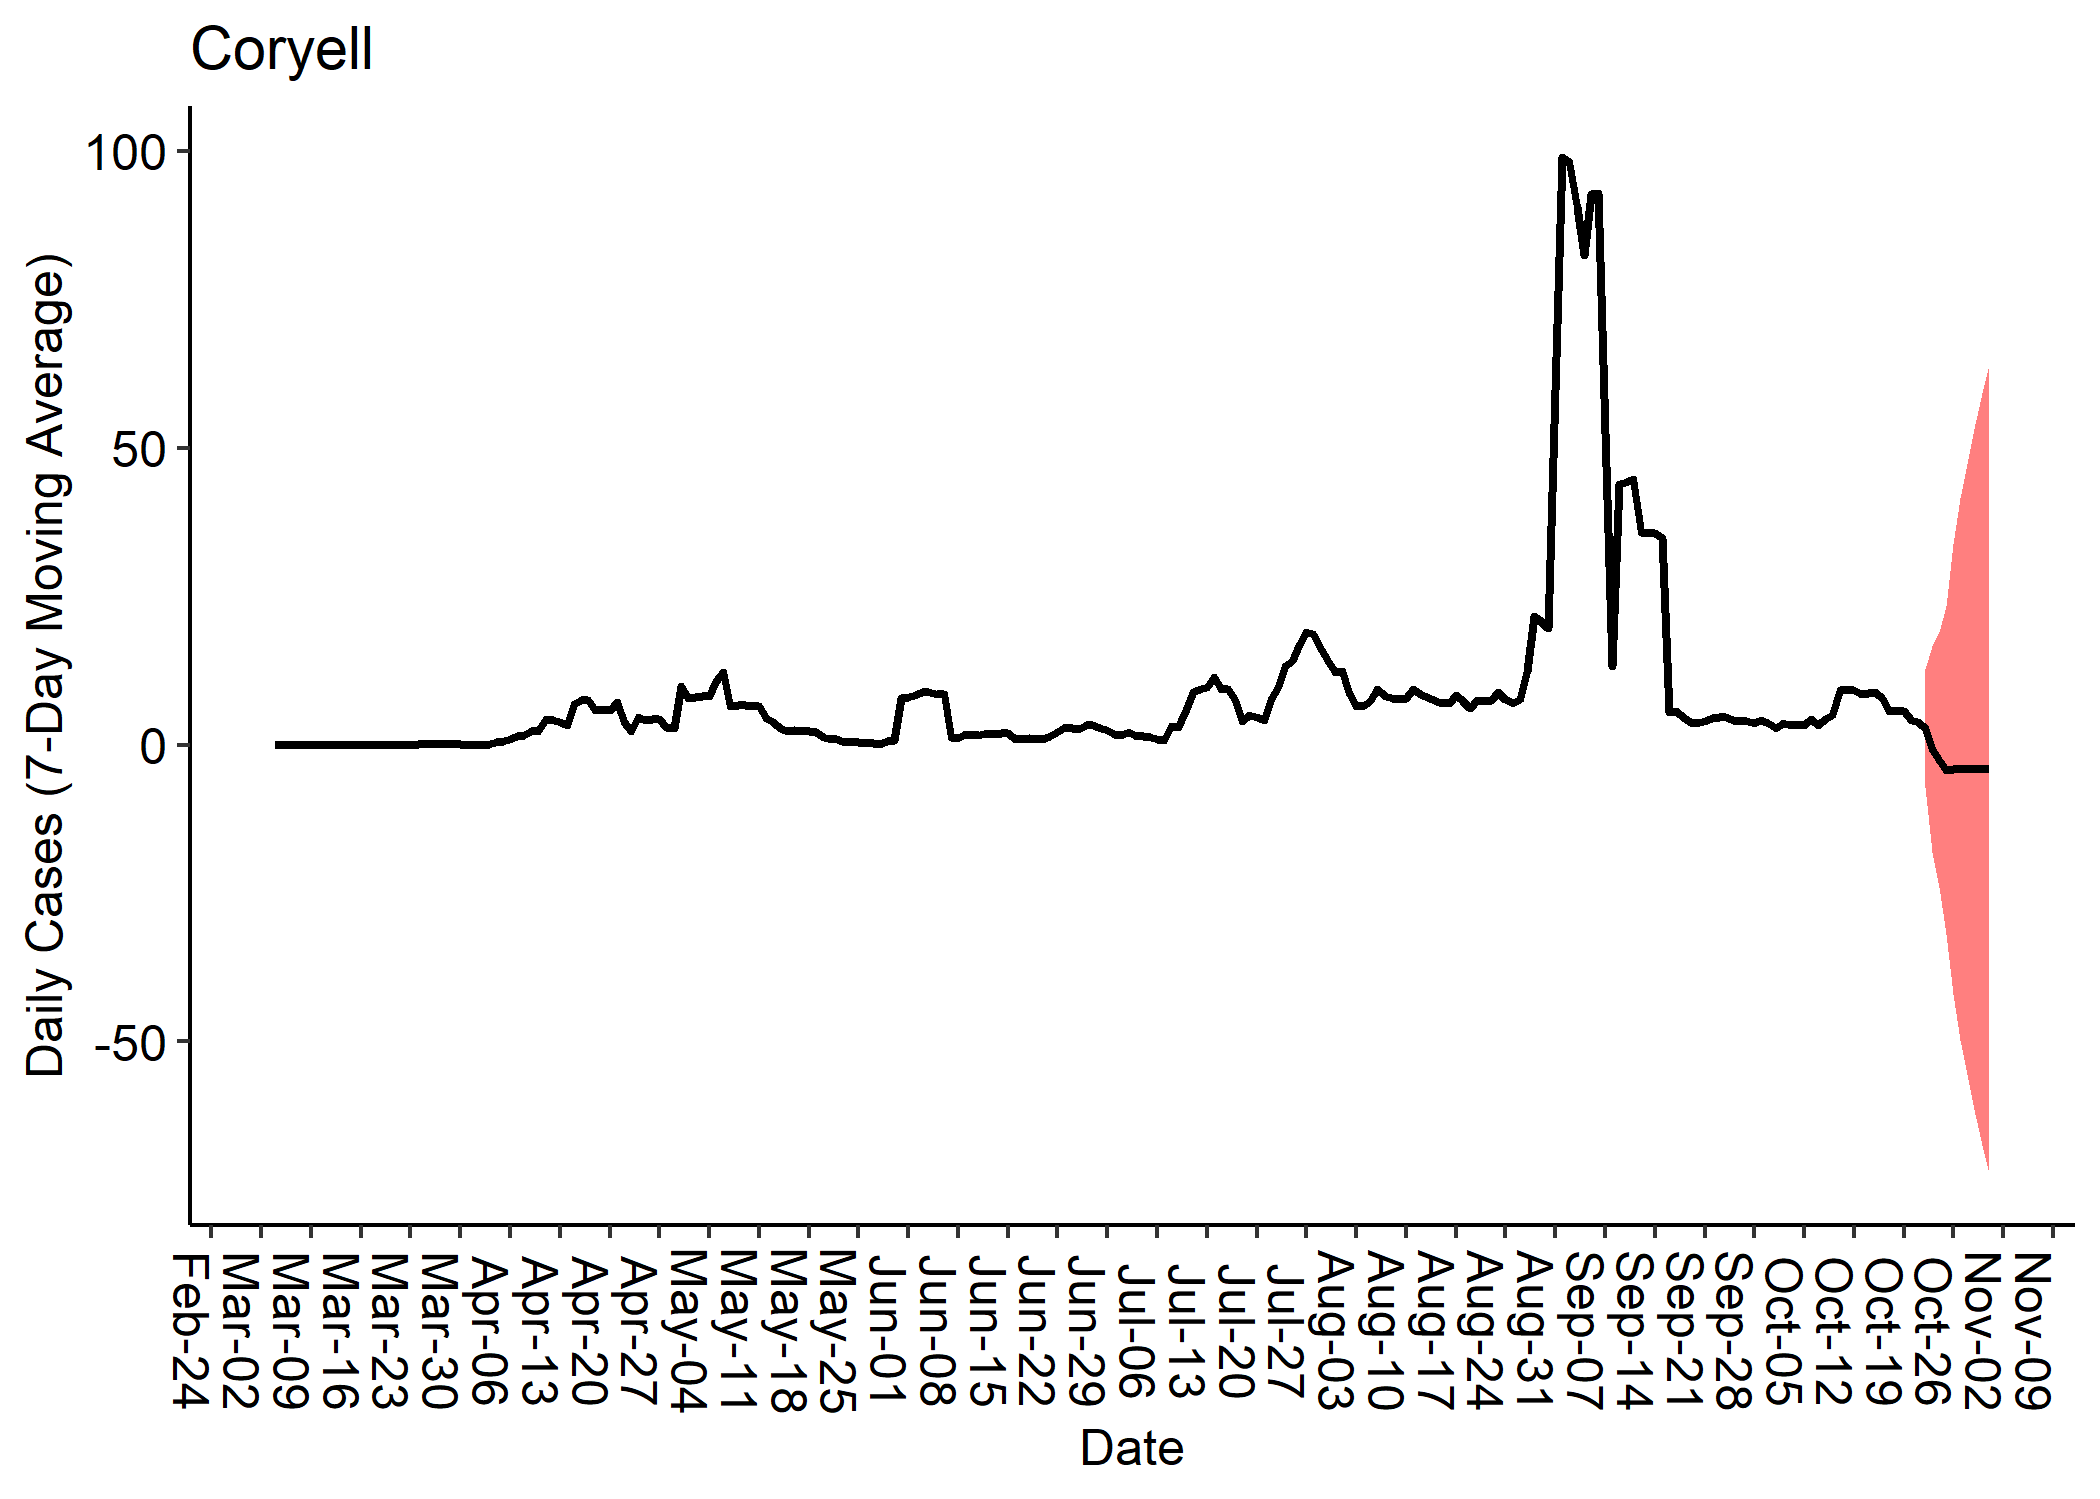 Coryell
Daily Cases (7-Day Moving Average)
100
50
0
-50
Feb-24
Mar-02
Mar-09
Mar-16
Mar-23
Mar-30
Apr-06
Apr-13
Apr-20
Apr-27
May-04
May-11
May-18
May-25
Jun-01
Jun-08
Jun-15
Jun-22
Jun-29
Jul-06
Jul-13
Jul-20
Jul-27
Aug-03
Aug-10
Aug-17
Aug-24
Aug-31
Sep-07
Sep-14
Sep-21
Sep-28
Oct-05
Oct-12
Oct-19
Oct-26
Nov-02
Nov-09
Date